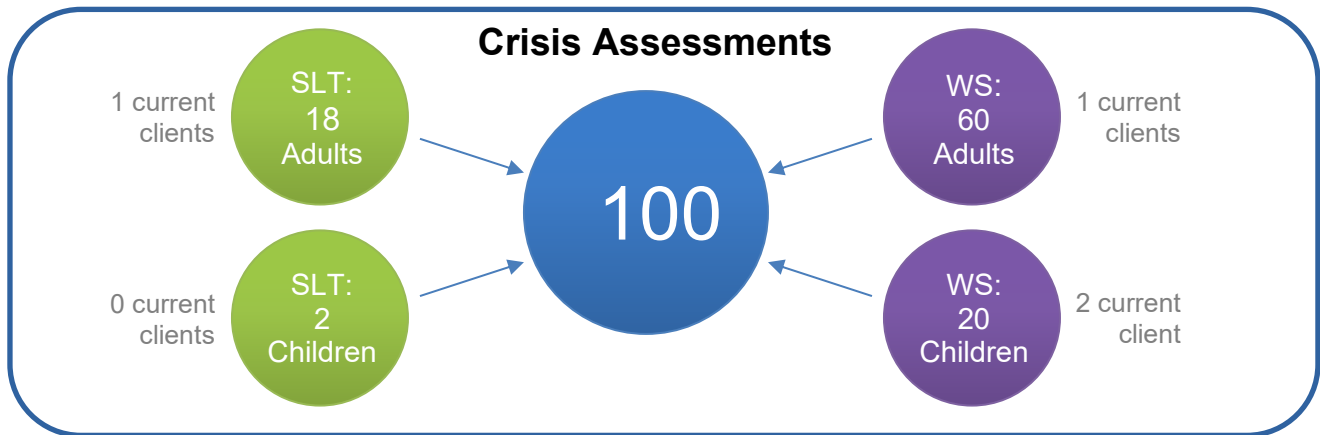 Crisis Assessments
1 current
clients
SLT:
18
Adults
0 current
clients
SLT:
2
Children
100
WS:
60
Adults
1 current
clients
WS:
20
Children
2 current
client